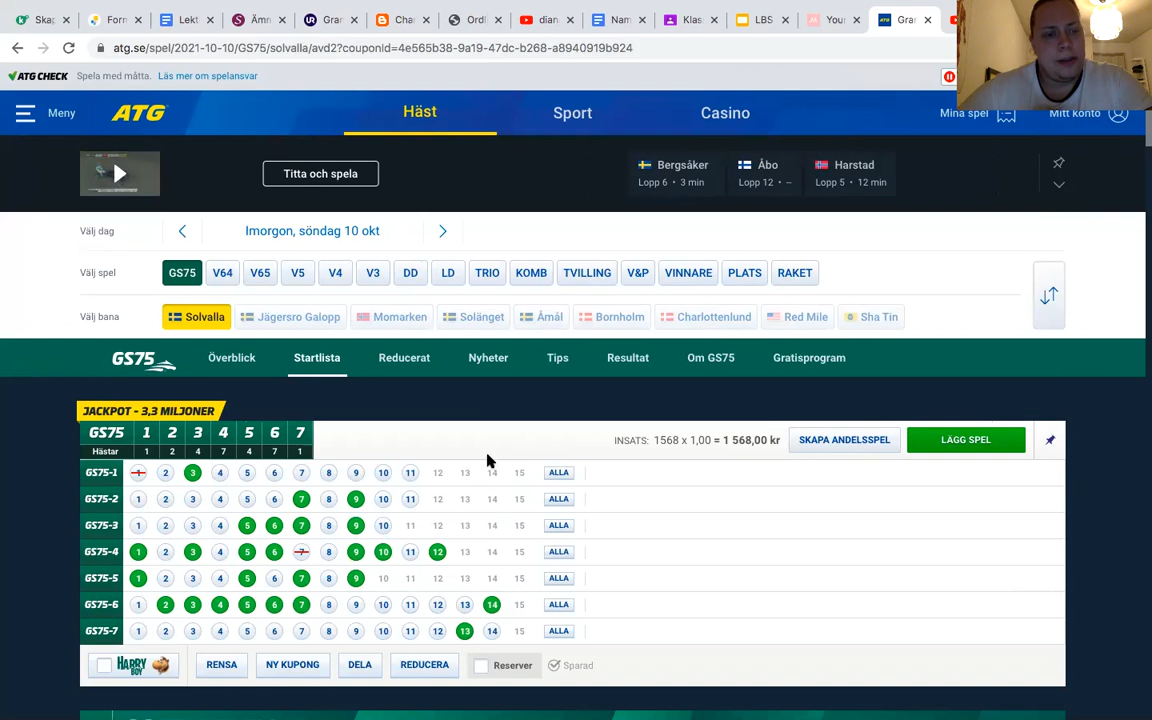 Skap
Forn
Lekt
Ämn
Gran
Chan
Ordl
dian
Nam
Klas
LBS
Your
Gran
atg.se/spel/2021-10-10/GS75/solvalla/avd2?couponid=4e565b38-9a19-47dc-b268-a8940919b924
ATG CHECK Spela med måtta. Läs mer om spelansvar
Meny ATG Häst Sport Casino Mina spel Mitt konto
Titta och spela
Bergsåker Åbo Harstad
Lopp 6 • 3 min Lopp 12 • -- Lopp 5 • 12 min
Välj dag Imorgon, söndag 10 okt
Välj spel GS75 V64 V65 V5 V4 V3 DD LD TRIO KOMB TVILLING V&P VINNARE PLATS RAKET
Välj bana Solvalla Jägersro Galopp Momarken Solänget Åmål Bornholm Charlottenlund Red Mile Sha Tin
GS75 Överblick Startlista Reducerat Nyheter Tips Resultat Om GS75 Gratisprogram
JACKPOT - 3,3 MILJONER
GS75 1 2 3 4 5 6 7 INSATS: 1568 x 1,00 = 1 568,00 kr SKAPA ANDELSSPEL LÄGG SPEL
Hästar 1 2 4 7 4 7 1
GS75-1 1 2 3 4 5 6 7 8 9 10 11 12 13 14 15 ALLA
GS75-2 1 2 3 4 5 6 7 8 9 10 11 12 13 14 15 ALLA
GS75-3 1 2 3 4 5 6 7 8 9 10 11 12 13 14 15 ALLA
GS75-4 1 2 3 4 5 6 7 8 9 10 11 12 13 14 15 ALLA
GS75-5 1 2 3 4 5 6 7 8 9 10 11 12 13 14 15 ALLA
GS75-6 1 2 3 4 5 6 7 8 9 10 11 12 13 14 15 ALLA
GS75-7 1 2 3 4 5 6 7 8 9 10 11 12 13 14 15 ALLA
HARRY BOY RENSA NY KUPONG DELA REDUCERA Reserver Sparad